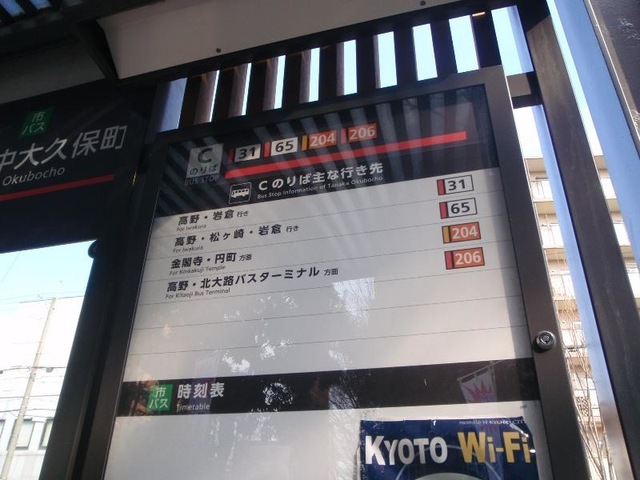 市バス
中大久保町
Okubocho
C
のりば
BUS STOP
31 65 204 206
Cのりば主な行き先
Bus Stop Information of Tanaka Okubocho
高野・岩倉 行き 31
For Iwakura
高野・松ヶ崎・岩倉 行き 65
For Iwakura
金閣寺・円町 方面 204
For Kinkakuji Temple
高野・北大路バスターミナル 方面 206
For Kitaoji Bus Terminal
市バス
時刻表
Timetable
KYOTO Wi-Fi